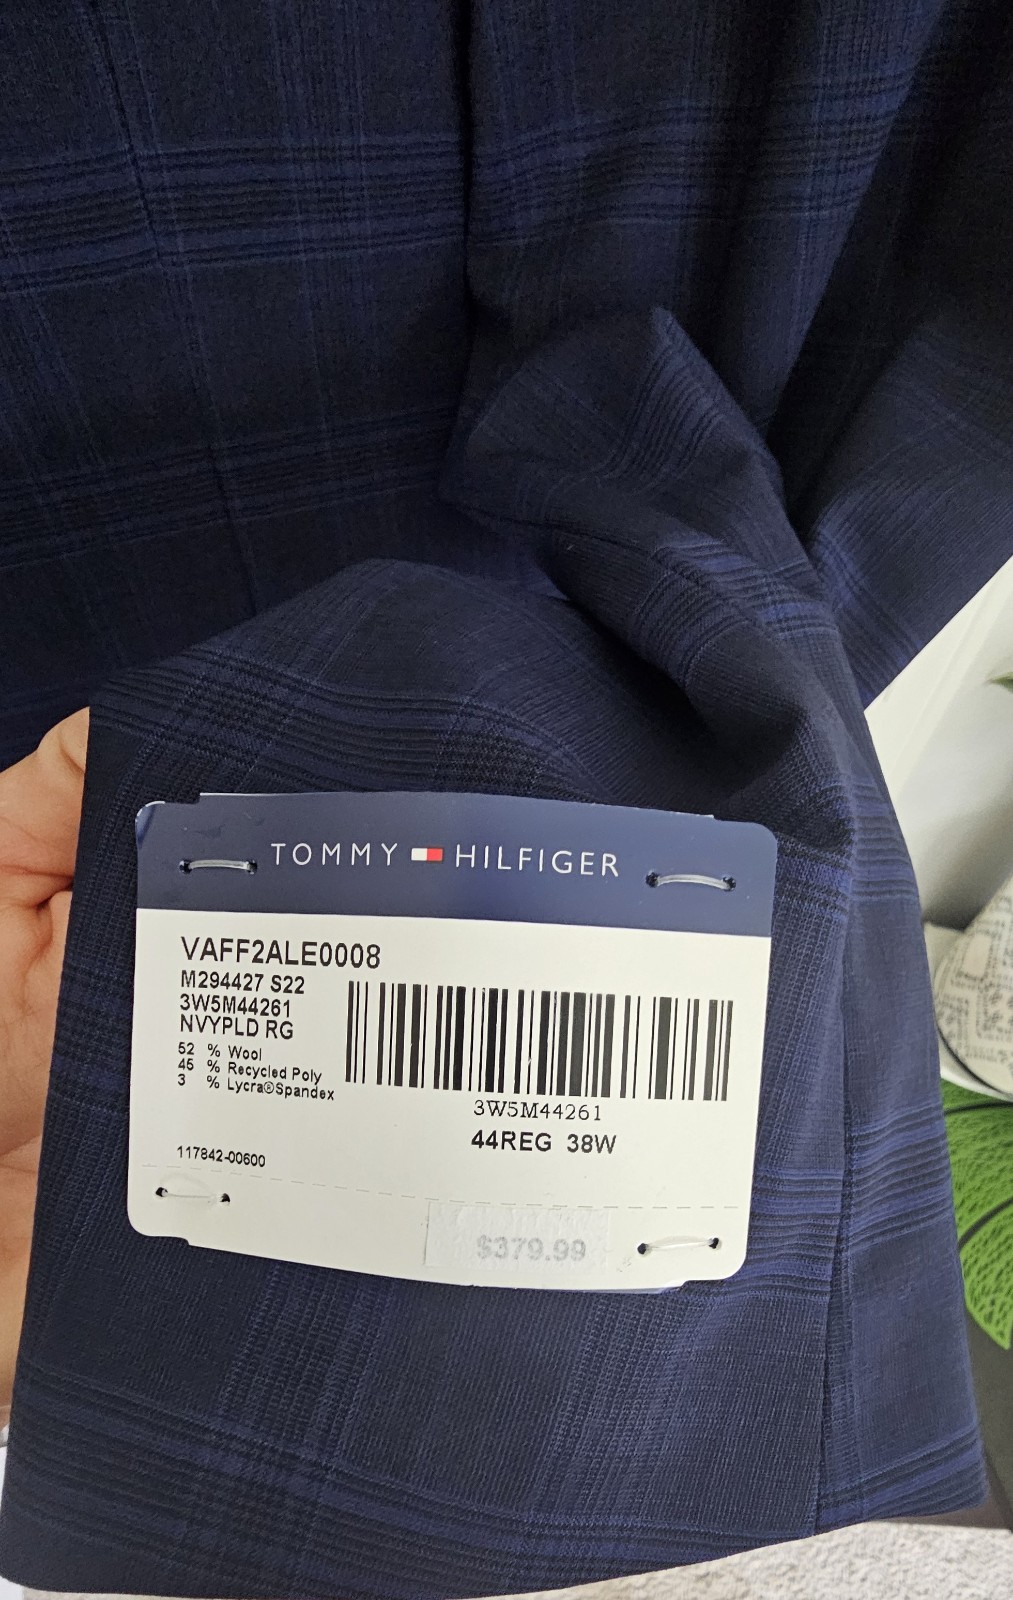 TOMMY HILFIGER
VAFF2ALE0008
M294427 S22
3W5M44261
NVYPLD RG
52 % Wool
45 % Recycled Poly
3 % Lycra®Spandex
3W5M44261
44REG 38W
117842-00600
$379.99